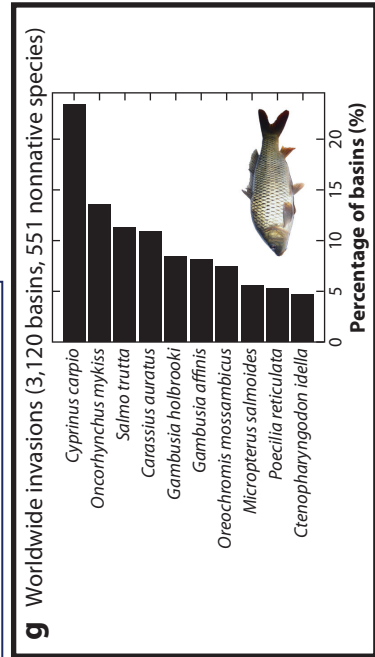 g Worldwide invasions (3,120 basins, 551 nonnative species)
Cyprinus carpio
Oncorhynchus mykiss
Salmo trutta
Carassius auratus
Gambusia holbrooki
Gambusia affinis
Oreochromis mossambicus
Micropterus salmoides
Poecilia reticulata
Ctenopharyngodon idella
0 5 10 15 20
Percentage of basins (%)